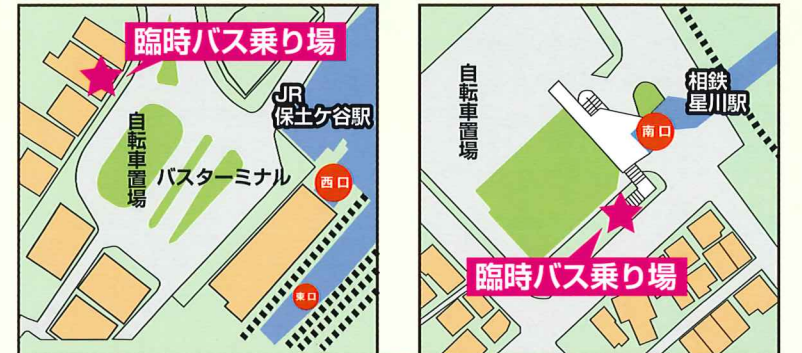 臨時バス乗り場
JR
保土ケ谷駅
自転車置場
バスターミナル
西口
東口
自転車置場
相鉄
星川駅
南口
臨時バス乗り場